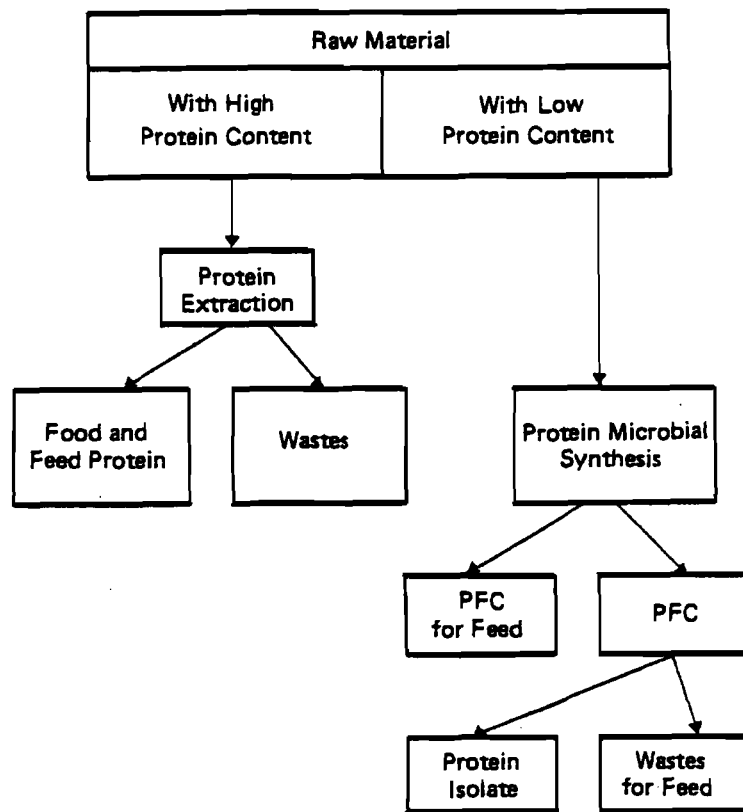 Raw Material
With High
Protein Content
With Low
Protein Content
Protein
Extraction
Food and
Feed Protein
Wastes
Protein Microbial
Synthesis
PFC
for Feed
PFC
Protein
Isolate
Wastes
for Feed